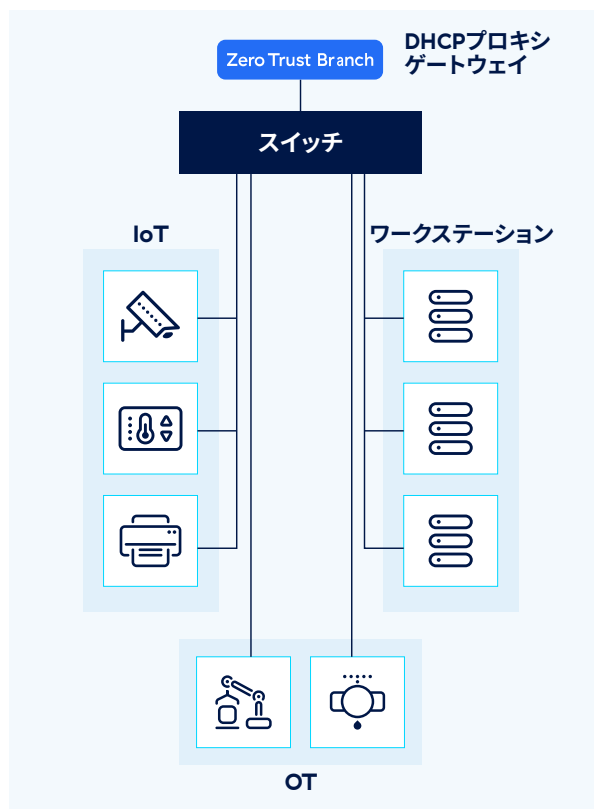 Zero Trust Branch
DHCPプロキシ
ゲートウェイ
スイッチ
IoT
ワークステーション
OT